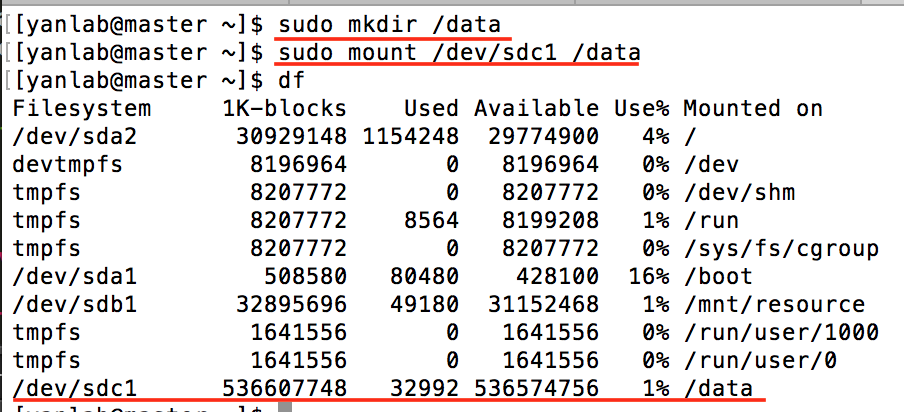 [[yanlab@master ~]$ sudo mkdir /data
[[yanlab@master ~]$ sudo mount /dev/sdc1 /data
[[yanlab@master ~]$ df
Filesystem     1K-blocks    Used Available Use% Mounted on
/dev/sda2       30929148 1154248  29774900   4% /
devtmpfs         8196964       0   8196964   0% /dev
tmpfs            8207772       0   8207772   0% /dev/shm
tmpfs            8207772    8564   8199208   1% /run
tmpfs            8207772       0   8207772   0% /sys/fs/cgroup
/dev/sda1         508580   80480    428100  16% /boot
/dev/sdb1       32895696   49180  31152468   1% /mnt/resource
tmpfs            1641556       0   1641556   0% /run/user/1000
tmpfs            1641556       0   1641556   0% /run/user/0
/dev/sdc1      536607748   32992 536574756   1% /data
[yanlab@master ~]$